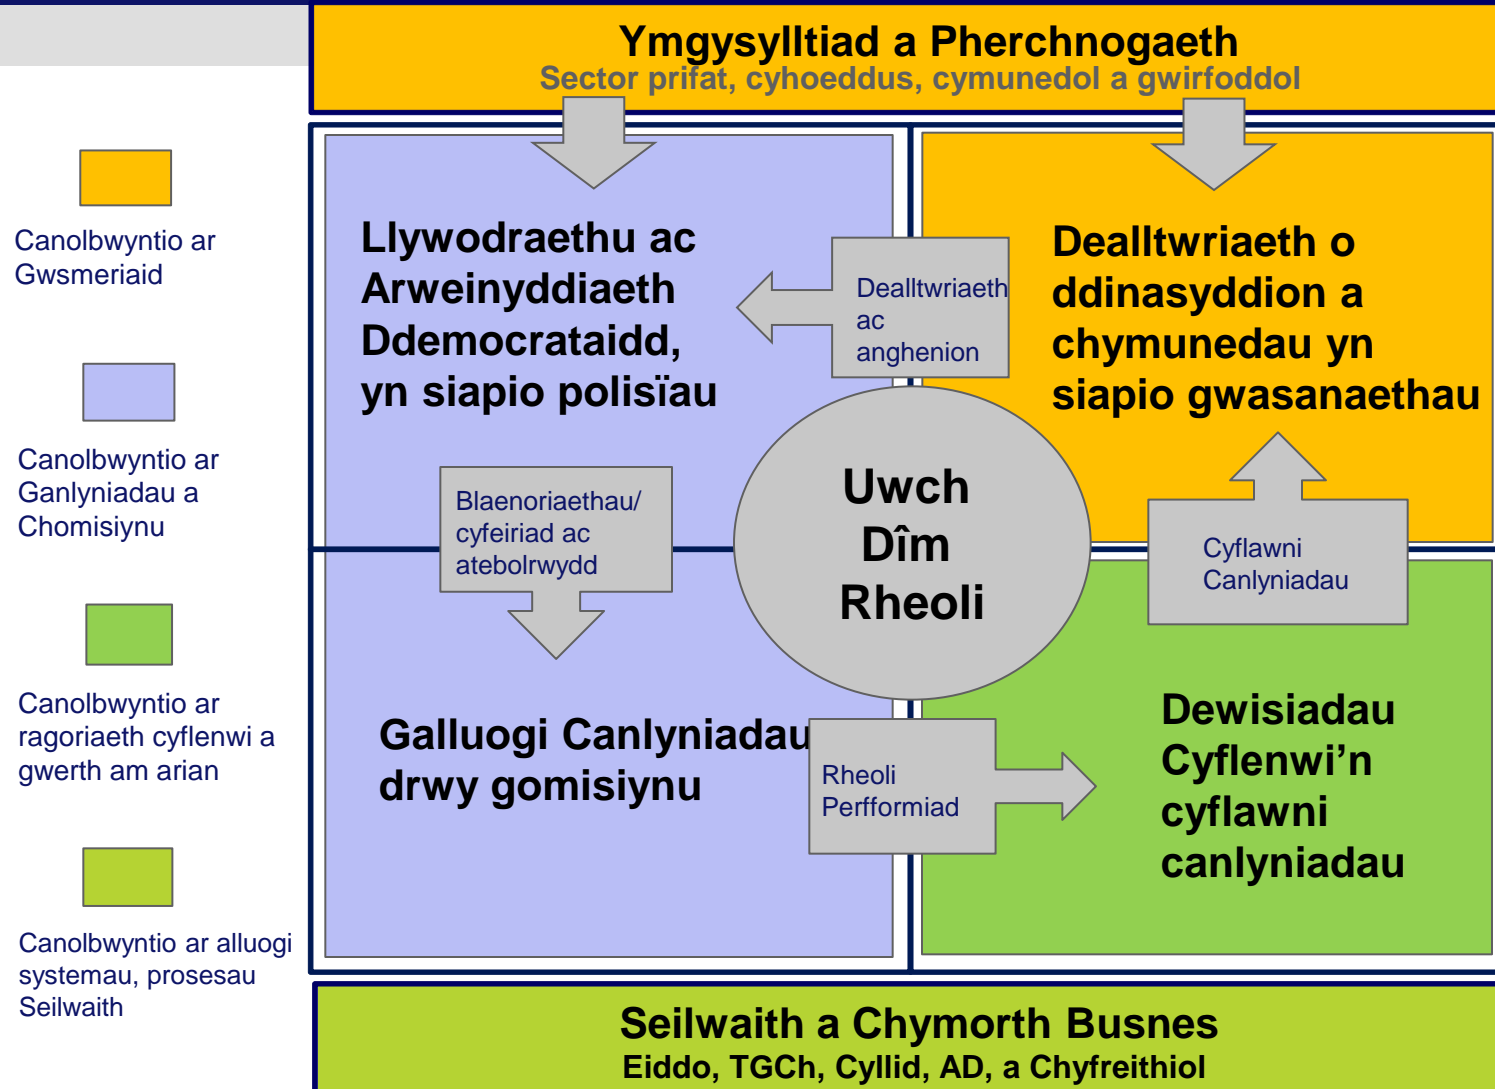 Ymgysylltiad a Pherchnogaeth
Sector prifat, cyhoeddus, cymunedol a gwirfoddol
Canolbwyntio ar
Gwsmeriaid
Canolbwyntio ar
Ganlyniadau a
Chomisiynu
Canolbwyntio ar
ragoriaeth cyflenwi a
gwerth am arian
Canolbwyntio ar alluogi
systemau, prosesau
Seilwaith
Llywodraethu ac
Arweinyddiaeth
Ddemocrataidd,
yn siapio polisïau
Dealltwriaeth
ac
anghenion
Dealltwriaeth o
ddinasyddion a
chymunedau yn
siapio gwasanaethau
Blaenoriaethau/
cyfeiriad ac
atebolrwydd
Uwch
Dîm
Rheoli
Cyflawni
Canlyniadau
Galluogi Canlyniadau
drwy gomisiynu
Rheoli
Perfformiad
Dewisiadau
Cyflenwi’n
cyflawni
canlyniadau
Seilwaith a Chymorth Busnes
Eiddo, TGCh, Cyllid, AD, a Chyfreithiol